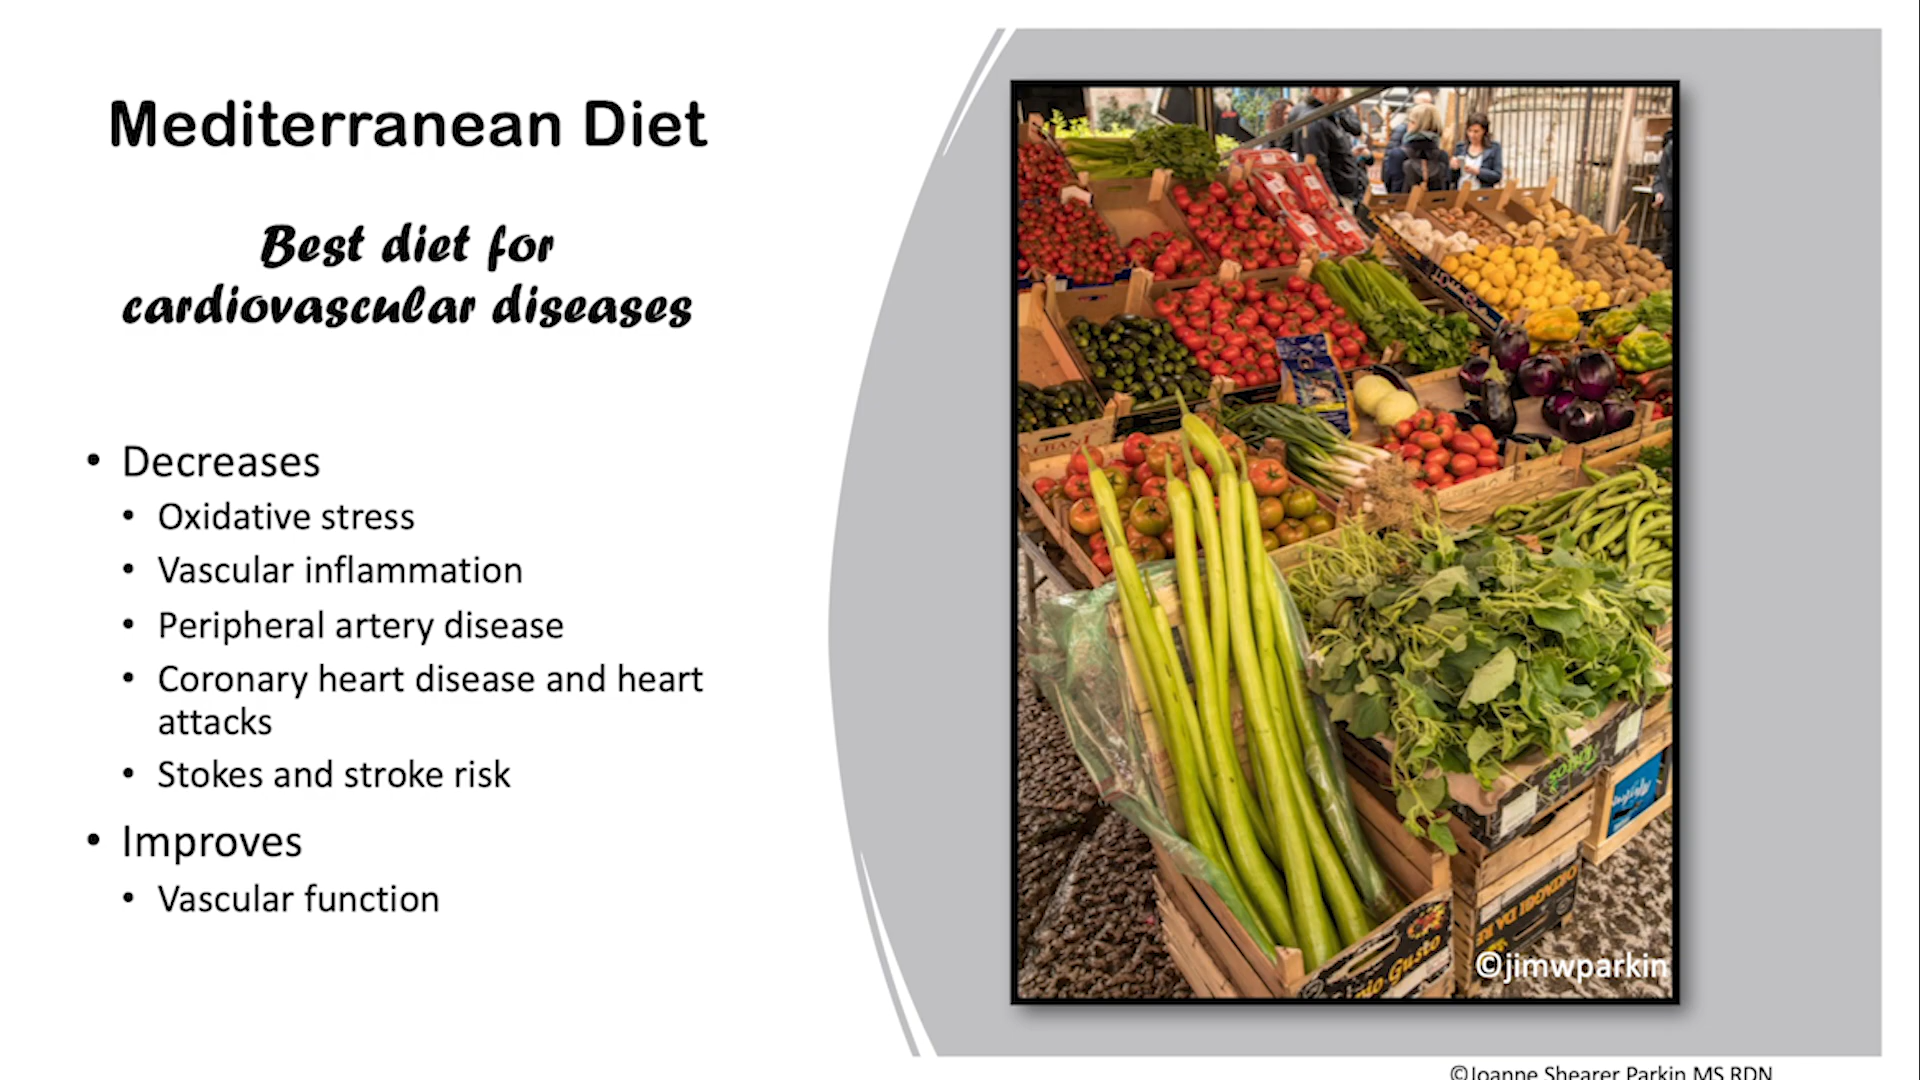 Mediterranean Diet
Best diet for
cardiovascular diseases
• Decreases
• Oxidative stress
• Vascular inflammation
• Peripheral artery disease
• Coronary heart disease and heart
attacks
• Stokes and stroke risk
• Improves
• Vascular function
Gusto
©jimwparkin
©Joanne Shearer Parkin MS RDN